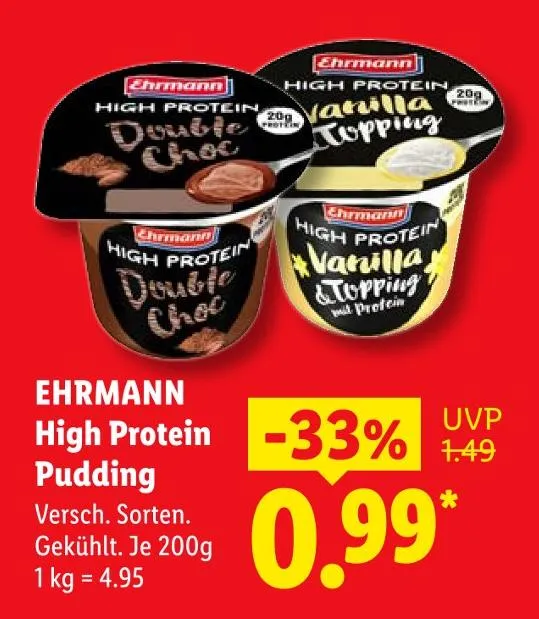 Ehrmann
HIGH PROTEIN
20g
PROTEIN
Double
Choc
Ehrmann
HIGH PROTEIN
Double
Choc
Ehrmann
HIGH PROTEIN
20g
PROTEIN
Vanilla
Topping
Ehrmann
HIGH PROTEIN
Vanilla
& Topping
mit Protein
EHRMANN
High Protein
Pudding
Versch. Sorten.
Gekühlt. Je 200g
1 kg = 4.95
-33%
UVP
1.49
0.99*